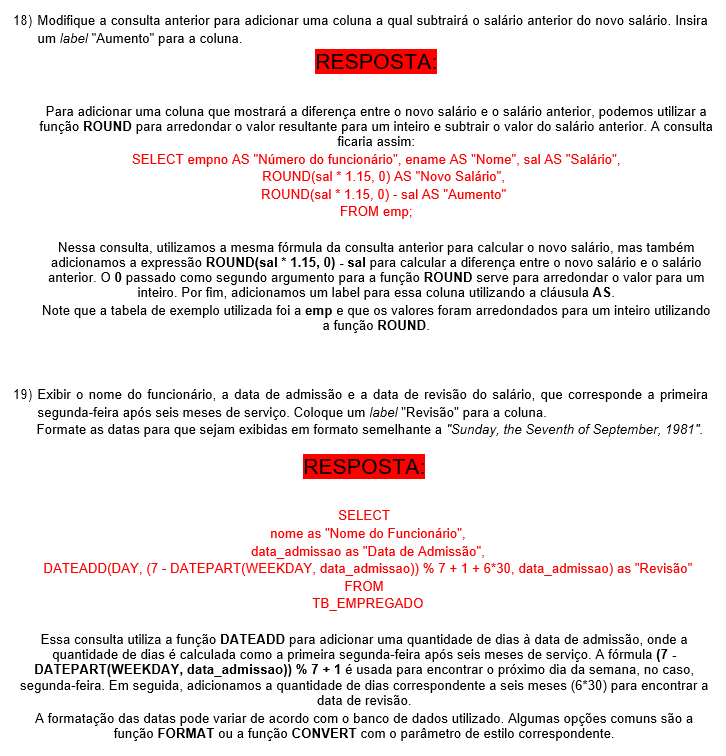 18) Modifique a consulta anterior para adicionar uma coluna a qual subtrairá o salário anterior do novo salário. Insira
um label "Aumento" para a coluna.
RESPOSTA:
Para adicionar uma coluna que mostrará a diferença entre o novo salário e o salário anterior, podemos utilizar a
função ROUND para arredondar o valor resultante para um inteiro e subtrair o valor do salário anterior. A consulta
ficaria assim:
SELECT empno AS "Número do funcionário", ename AS "Nome", sal AS "Salário",
ROUND(sal * 1.15, 0) AS "Novo Salário",
ROUND(sal * 1.15, 0) - sal AS "Aumento"
FROM emp;
Nessa consulta, utilizamos a mesma fórmula da consulta anterior para calcular o novo salário, mas também
adicionamos a expressão ROUND(sal * 1.15, 0) - sal para calcular a diferença entre o novo salário e o salário
anterior. O 0 passado como segundo argumento para a função ROUND serve para arredondar o valor para um
inteiro. Por fim, adicionamos um label para essa coluna utilizando a cláusula AS.
Note que a tabela de exemplo utilizada foi a emp e que os valores foram arredondados para um inteiro utilizando
a função ROUND.
19) Exibir o nome do funcionário, a data de admissão e a data de revisão do salário, que corresponde a primeira
segunda-feira após seis meses de serviço. Coloque um label "Revisão" para a coluna.
Formate as datas para que sejam exibidas em formato semelhante a "Sunday, the Seventh of September, 1981".
RESPOSTA:
SELECT
nome as "Nome do Funcionário",
data_admissao as "Data de Admissão",
DATEADD(DAY, (7 - DATEPART(WEEKDAY, data_admissao)) % 7 + 1 + 6*30, data_admissao) as "Revisão"
FROM
TB_EMPREGADO
Essa consulta utiliza a função DATEADD para adicionar uma quantidade de dias à data de admissão, onde a
quantidade de dias é calculada como a primeira segunda-feira após seis meses de serviço. A fórmula (7 -
DATEPART(WEEKDAY, data_admissao)) % 7 + 1 é usada para encontrar o próximo dia da semana, no caso,
segunda-feira. Em seguida, adicionamos a quantidade de dias correspondente a seis meses (6*30) para encontrar a
data de revisão.
A formatação das datas pode variar de acordo com o banco de dados utilizado. Algumas opções comuns são a
função FORMAT ou a função CONVERT com o parâmetro de estilo correspondente.